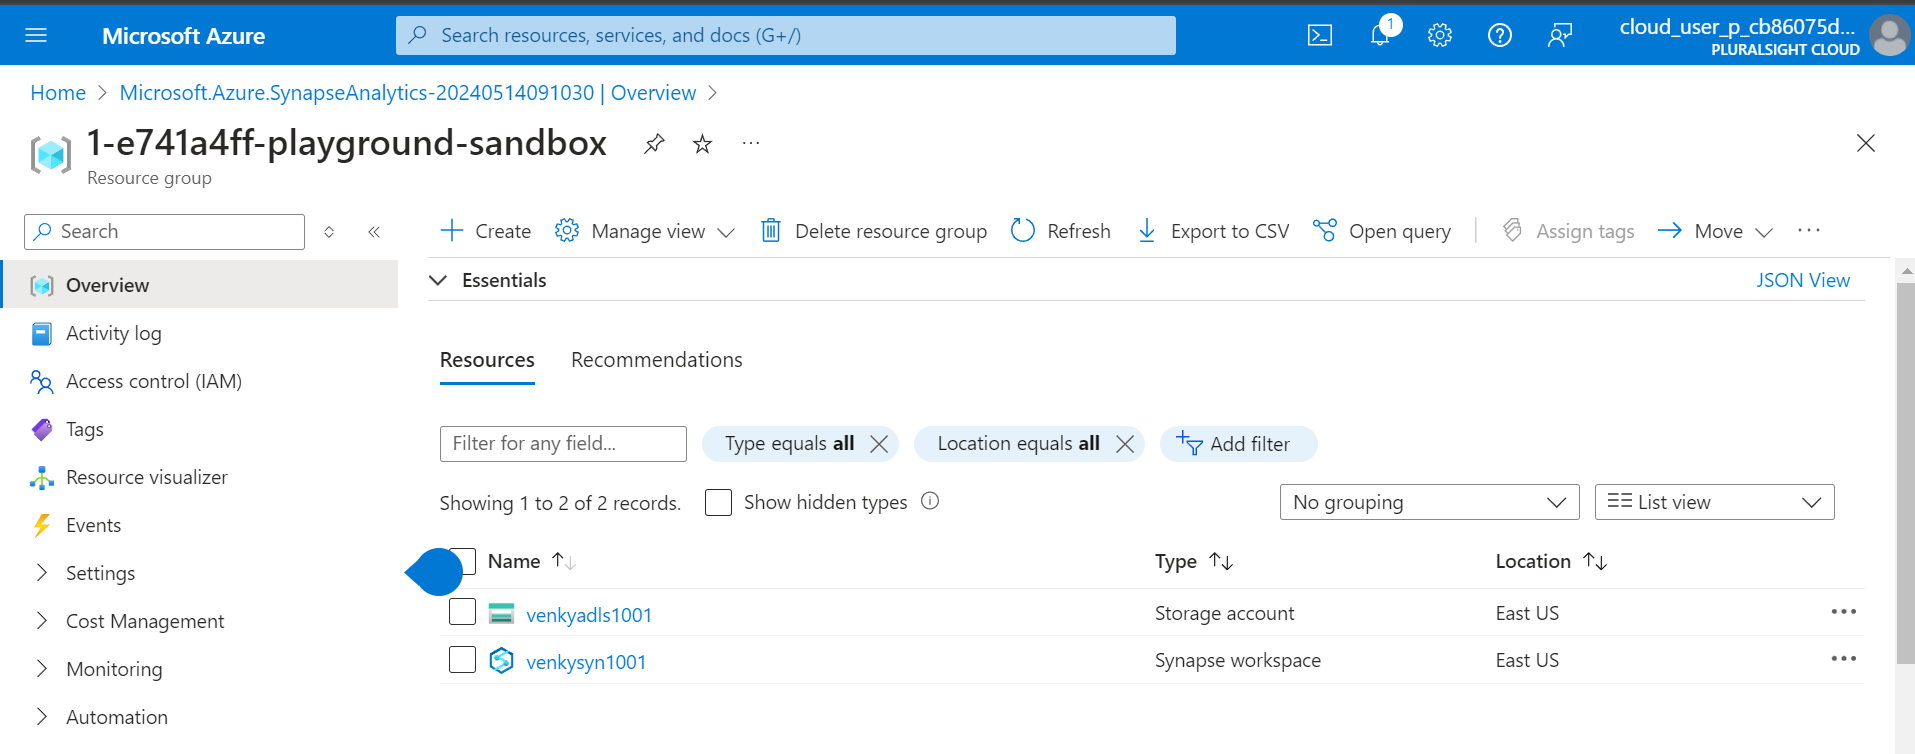 Microsoft Azure
Search resources, services, and docs (G+/)
1
cloud_user_p_cb86075d...
PLURALSIGHT CLOUD
Home > Microsoft.Azure.SynapseAnalytics-20240514091030 | Overview >
1-e741a4ff-playground-sandbox
Resource group
Search
Create Manage view Delete resource group Refresh Export to CSV Open query Assign tags Move
Overview
Activity log
Access control (IAM)
Tags
Resource visualizer
Events
Settings
Cost Management
Monitoring
Automation
Essentials JSON View
Resources Recommendations
Filter for any field... Type equals all Location equals all Add filter
Showing 1 to 2 of 2 records. Show hidden types No grouping List view
Name Type Location
venkyadls1001 Storage account East US
venkysyn1001 Synapse workspace East US